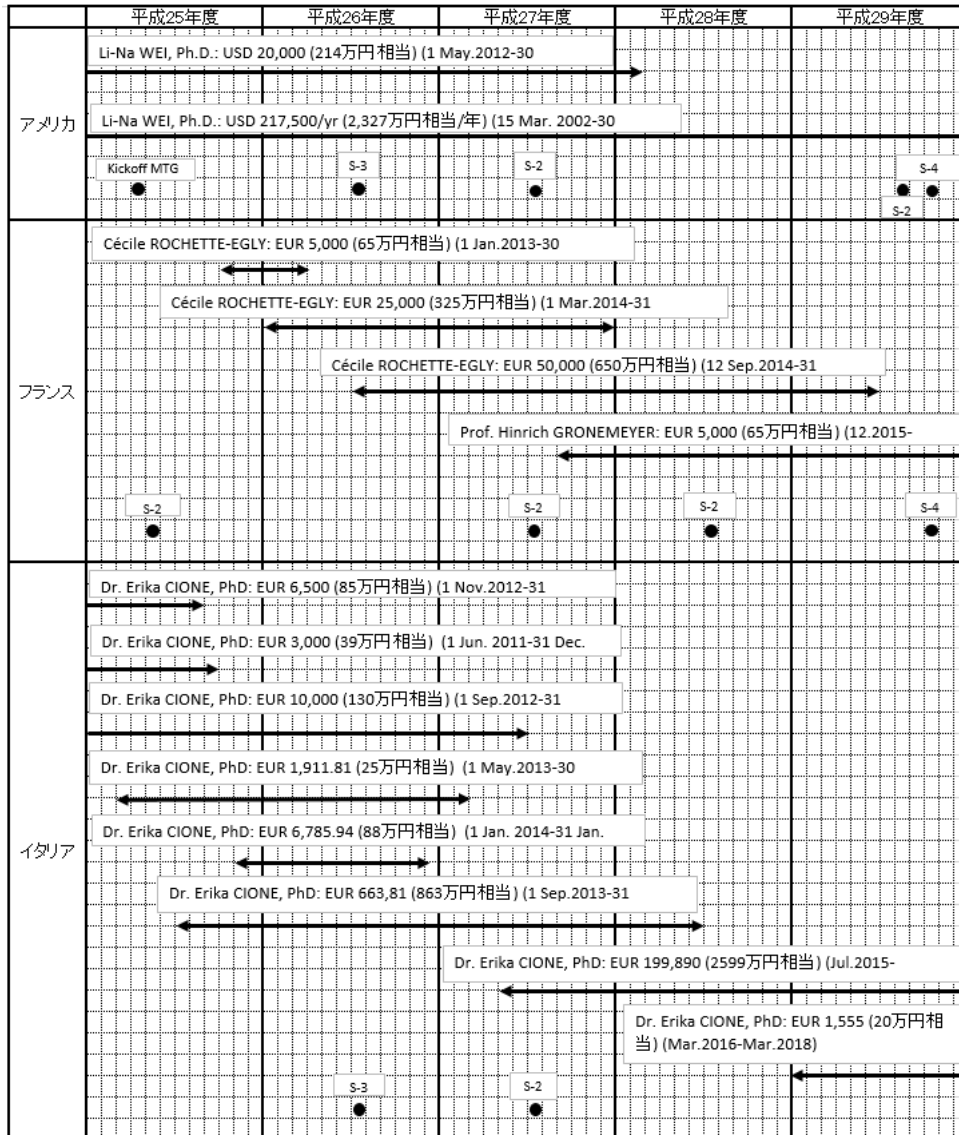 平成25年度 平成26年度 平成27年度 平成28年度 平成29年度
アメリカ
Li-Na WEI, Ph.D.: USD 20,000 (214万円相当) (1 May.2012-30
Li-Na WEI, Ph.D.: USD 217,500/yr (2,327万円相当/年) (15 Mar. 2002-30
Kickoff MTG
S-3
S-2
S-4
S-2
フランス
Cécile ROCHETTE-EGLY: EUR 5,000 (65万円相当) (1 Jan.2013-30
Cécile ROCHETTE-EGLY: EUR 25,000 (325万円相当) (1 Mar.2014-31
Cécile ROCHETTE-EGLY: EUR 50,000 (650万円相当) (12 Sep.2014-31
Prof. Hinrich GRONEMEYER: EUR 5,000 (65万円相当) (12.2015-
S-2
S-2
S-2
S-4
イタリア
Dr. Erika CIONE, PhD: EUR 6,500 (85万円相当) (1 Nov.2012-31
Dr. Erika CIONE, PhD: EUR 3,000 (39万円相当) (1 Jun. 2011-31 Dec.
Dr. Erika CIONE, PhD: EUR 10,000 (130万円相当) (1 Sep.2012-31
Dr. Erika CIONE, PhD: EUR 1,911.81 (25万円相当) (1 May.2013-30
Dr. Erika CIONE, PhD: EUR 6,785.94 (88万円相当) (1 Jan. 2014-31 Jan.
Dr. Erika CIONE, PhD: EUR 663,81 (863万円相当) (1 Sep.2013-31
Dr. Erika CIONE, PhD: EUR 199,890 (2599万円相当) (Jul.2015-
Dr. Erika CIONE, PhD: EUR 1,555 (20万円相
当) (Mar.2016-Mar.2018)
S-3
S-2